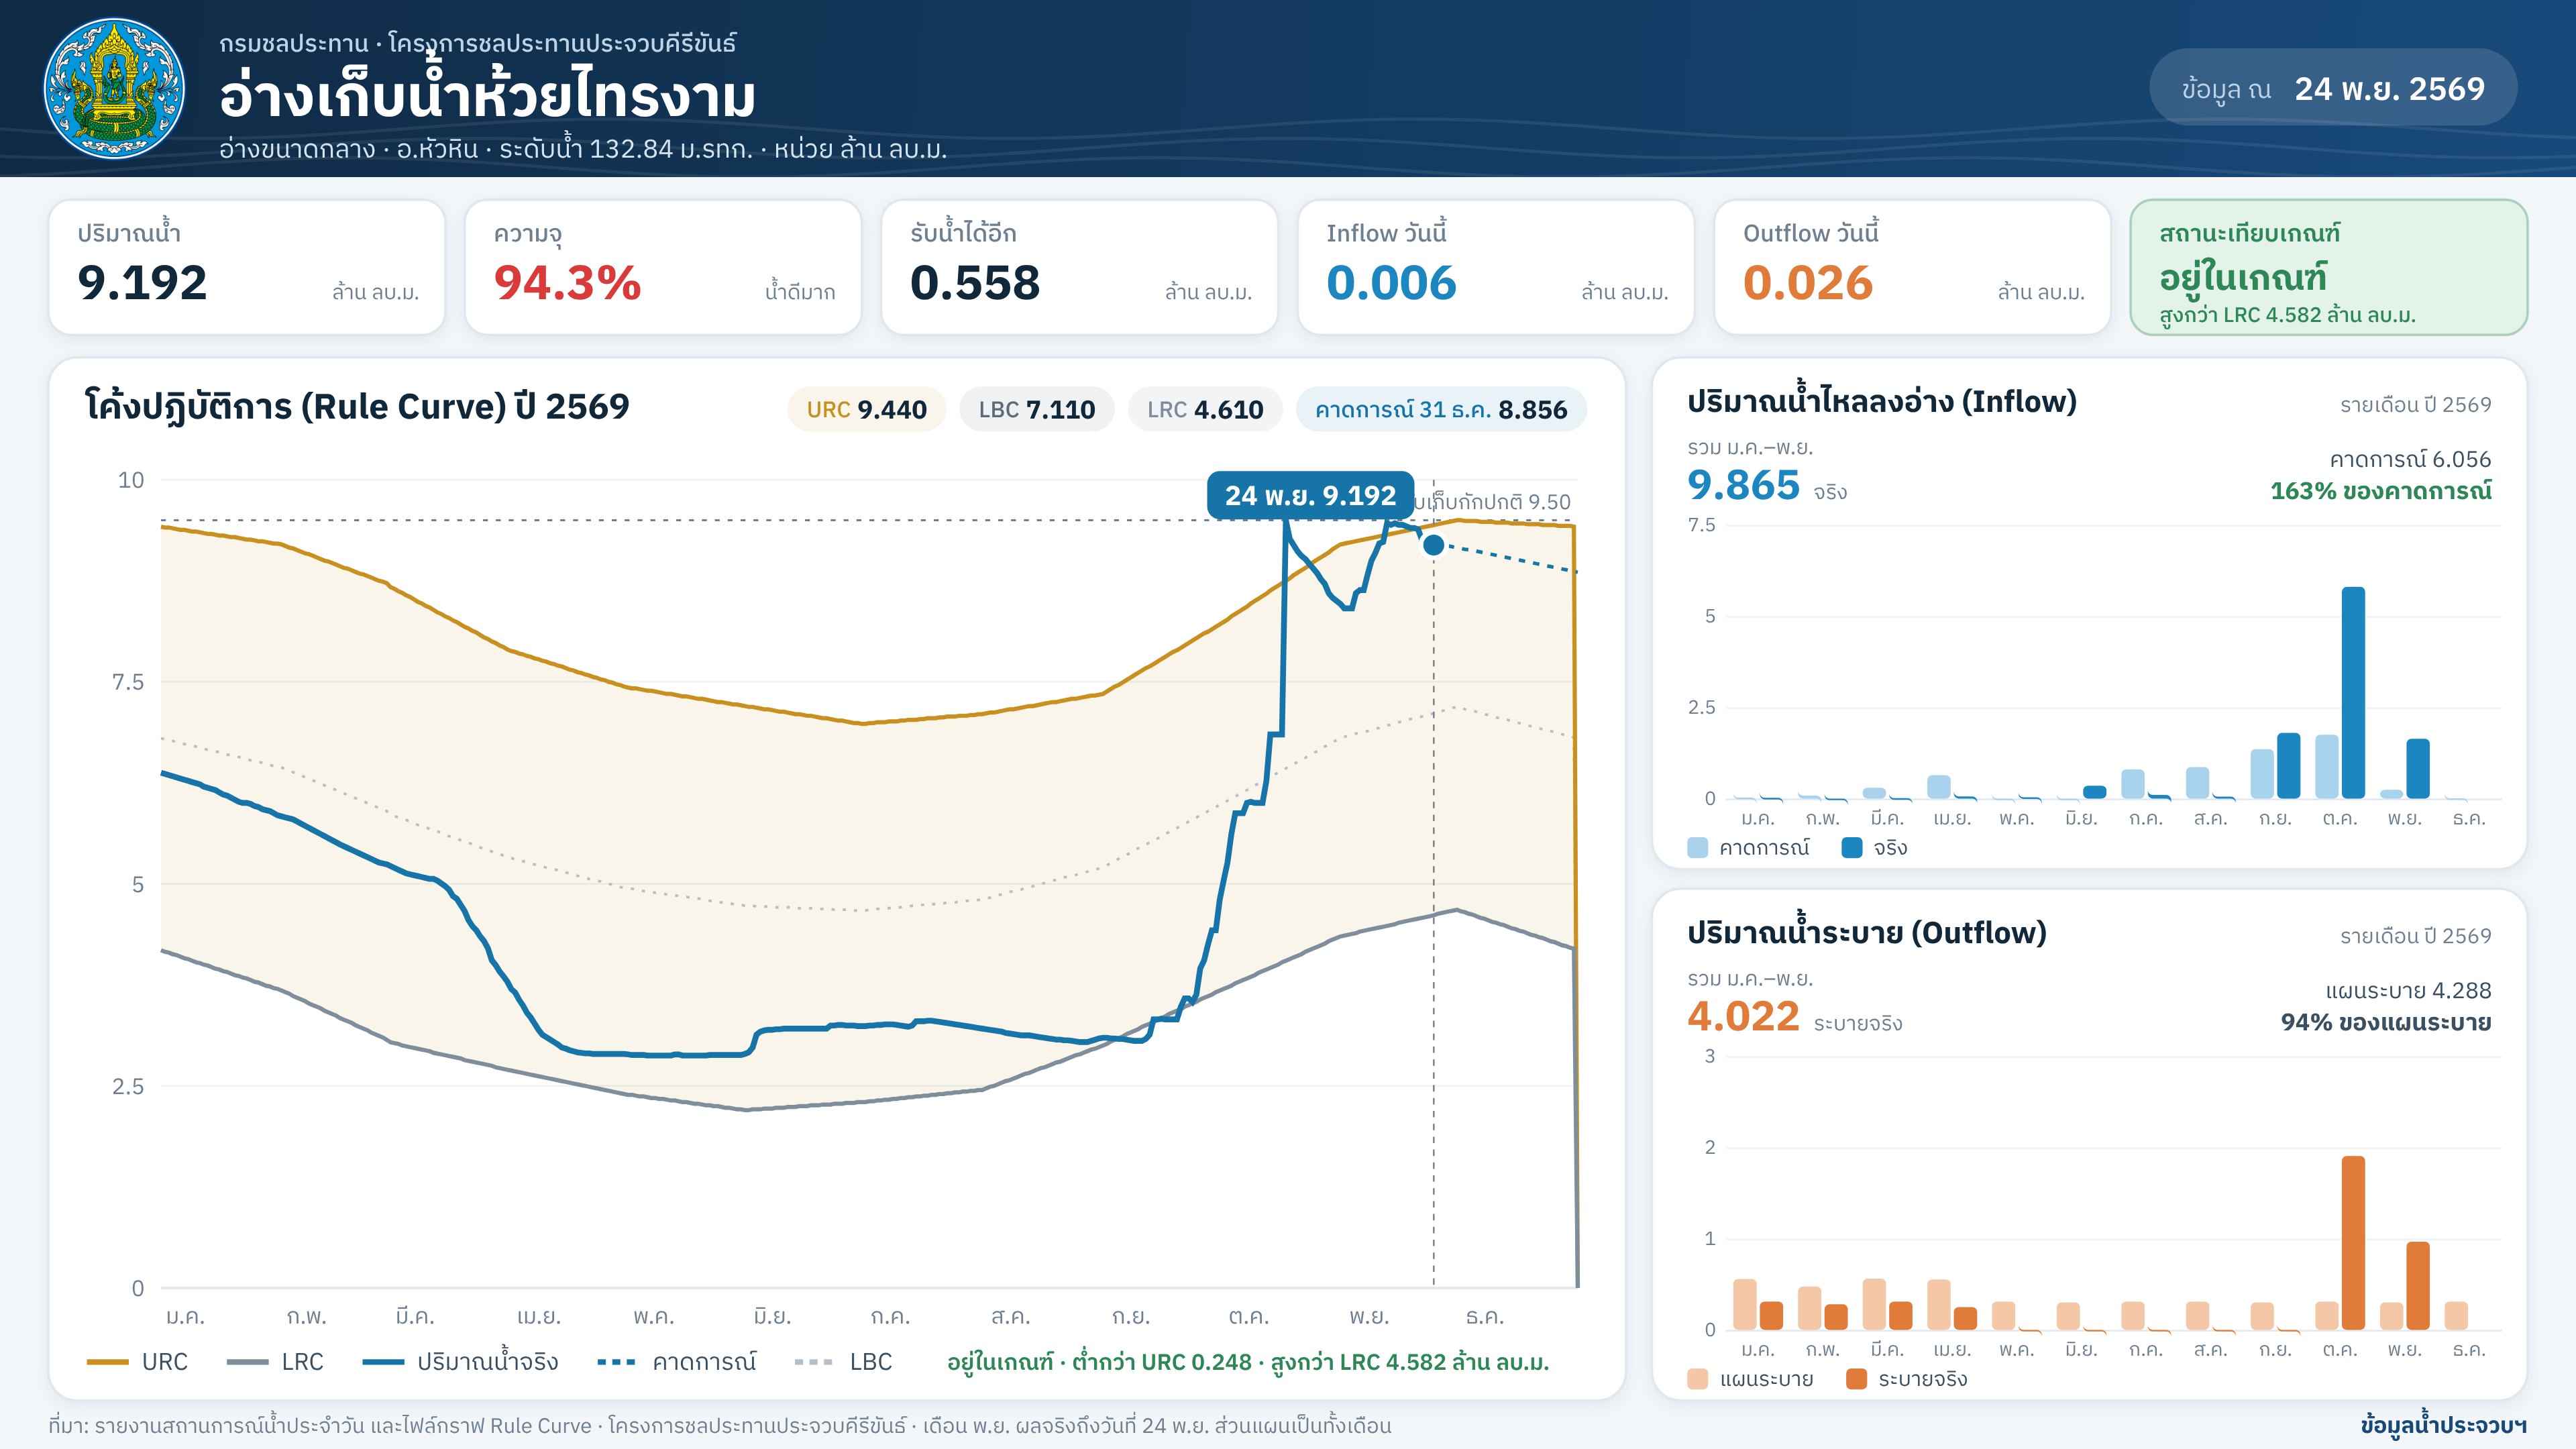 กรมชลประทาน · โครงการชลประทานประจวบคีรีขันธ์
อ่างเก็บน้ำห้วยไทรงาม
อ่างขนาดกลาง · อ.หัวหิน · ระดับน้ำ 132.84 ม.รทก. · หน่วย ล้าน ลบ.ม.
ข้อมูล ณ 24 พ.ย. 2569
ปริมาณน้ำ
9.192 ล้าน ลบ.ม.
ความจุ
94.3% น้ำดีมาก
รับน้ำได้อีก
0.558 ล้าน ลบ.ม.
Inflow วันนี้
0.006 ล้าน ลบ.ม.
Outflow วันนี้
0.026 ล้าน ลบ.ม.
สถานะเทียบเกณฑ์
อยู่ในเกณฑ์
สูงกว่า LRC 4.582 ล้าน ลบ.ม.
โค้งปฏิบัติการ (Rule Curve) ปี 2569
URC 9.440
LBC 7.110
LRC 4.610
คาดการณ์ 31 ธ.ค. 8.856
24 พ.ย. 9.192
เก็บกักปกติ 9.50
10
7.5
5
2.5
0
ม.ค. ก.พ. มี.ค. เม.ย. พ.ค. มิ.ย. ก.ค. ส.ค. ก.ย. ต.ค. พ.ย. ธ.ค.
URC LRC ปริมาณน้ำจริง คาดการณ์ LBC
อยู่ในเกณฑ์ · ต่ำกว่า URC 0.248 · สูงกว่า LRC 4.582 ล้าน ลบ.ม.
ปริมาณน้ำไหลลงอ่าง (Inflow)
รายเดือน ปี 2569
รวม ม.ค.–พ.ย.
9.865 จริง
คาดการณ์ 6.056
163% ของคาดการณ์
7.5
5
2.5
0
ม.ค. ก.พ. มี.ค. เม.ย. พ.ค. มิ.ย. ก.ค. ส.ค. ก.ย. ต.ค. พ.ย. ธ.ค.
คาดการณ์ จริง
ปริมาณน้ำระบาย (Outflow)
รายเดือน ปี 2569
รวม ม.ค.–พ.ย.
4.022 ระบายจริง
แผนระบาย 4.288
94% ของแผนระบาย
3
2
1
0
ม.ค. ก.พ. มี.ค. เม.ย. พ.ค. มิ.ย. ก.ค. ส.ค. ก.ย. ต.ค. พ.ย. ธ.ค.
แผนระบาย ระบายจริง
ที่มา: รายงานสถานการณ์น้ำประจำวัน และไฟล์กราฟ Rule Curve · โครงการชลประทานประจวบคีรีขันธ์ · เดือน พ.ย. ผลจริงถึงวันที่ 24 พ.ย. ส่วนแผนเป็นทั้งเดือน
ข้อมูลน้ำประจวบฯ